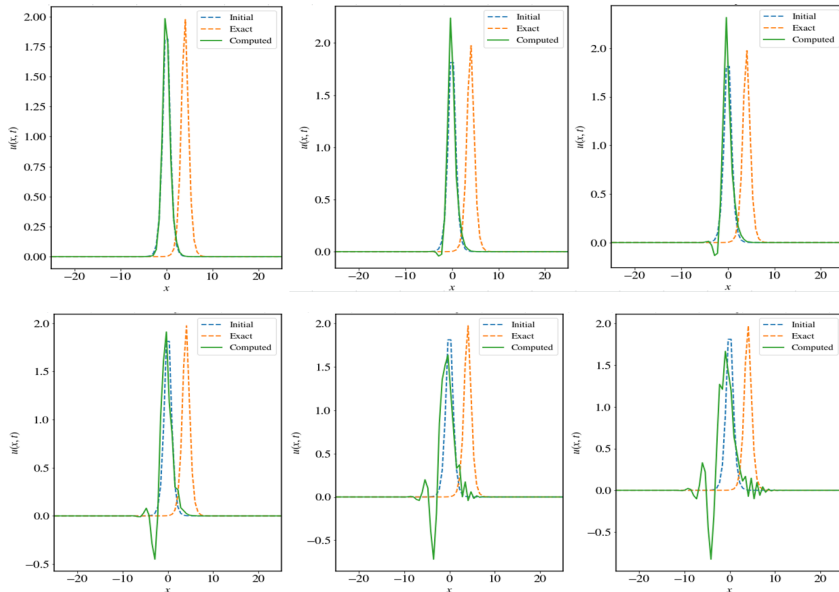 Initial
Exact
Computed
2.00
1.75
1.50
1.25
1.00
0.75
0.50
0.25
0.00
u(x, t)
−20 −10 0 10 20
x
Initial
Exact
Computed
2.0
1.5
1.0
0.5
0.0
u(x, t)
−20 −10 0 10 20
x
Initial
Exact
Computed
2.0
1.5
1.0
0.5
0.0
u(x, t)
−20 −10 0 10 20
x
Initial
Exact
Computed
2.0
1.5
1.0
0.5
0.0
−0.5
u(x, t)
−20 −10 0 10 20
x
Initial
Exact
Computed
2.0
1.5
1.0
0.5
0.0
−0.5
u(x, t)
−20 −10 0 10 20
x
Initial
Exact
Computed
2.0
1.5
1.0
0.5
0.0
−0.5
u(x, t)
−20 −10 0 10 20
x